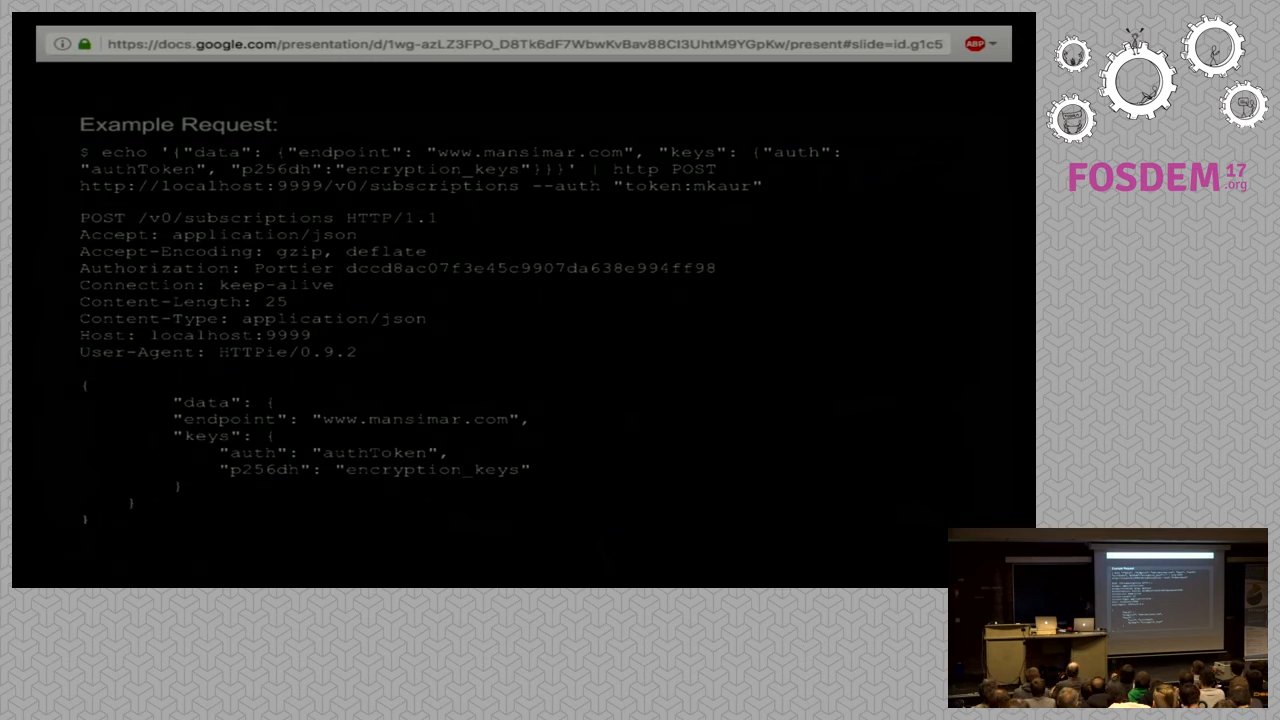 https://docs.google.com/presentation/d/1wg-azLZ3FPO_D8Tk6dF7WbwKvBav88CI3UhtM9YGpKw/present#slide=id.g1c5
ABP
Example Request:
$ echo '{"data": {"endpoint": "www.mansimar.com", "keys": {"auth":
"authToken", "p256dh":"encryption_keys"}}}' | http POST
http://localhost:9999/v0/subscriptions --auth "token:mkaur"
POST /v0/subscriptions HTTP/1.1
Accept: application/json
Accept-Encoding: gzip, deflate
Authorization: Portier dccd8ac07f3e45c9907da638e994ff98
Connection: keep-alive
Content-Length: 25
Content-Type: application/json
Host: localhost:9999
User-Agent: HTTPie/0.9.2
{
"data": {
"endpoint": "www.mansimar.com",
"keys": {
"auth": "authToken",
"p256dh": "encryption_keys"
}
}
}
FOSDEM 17
.org